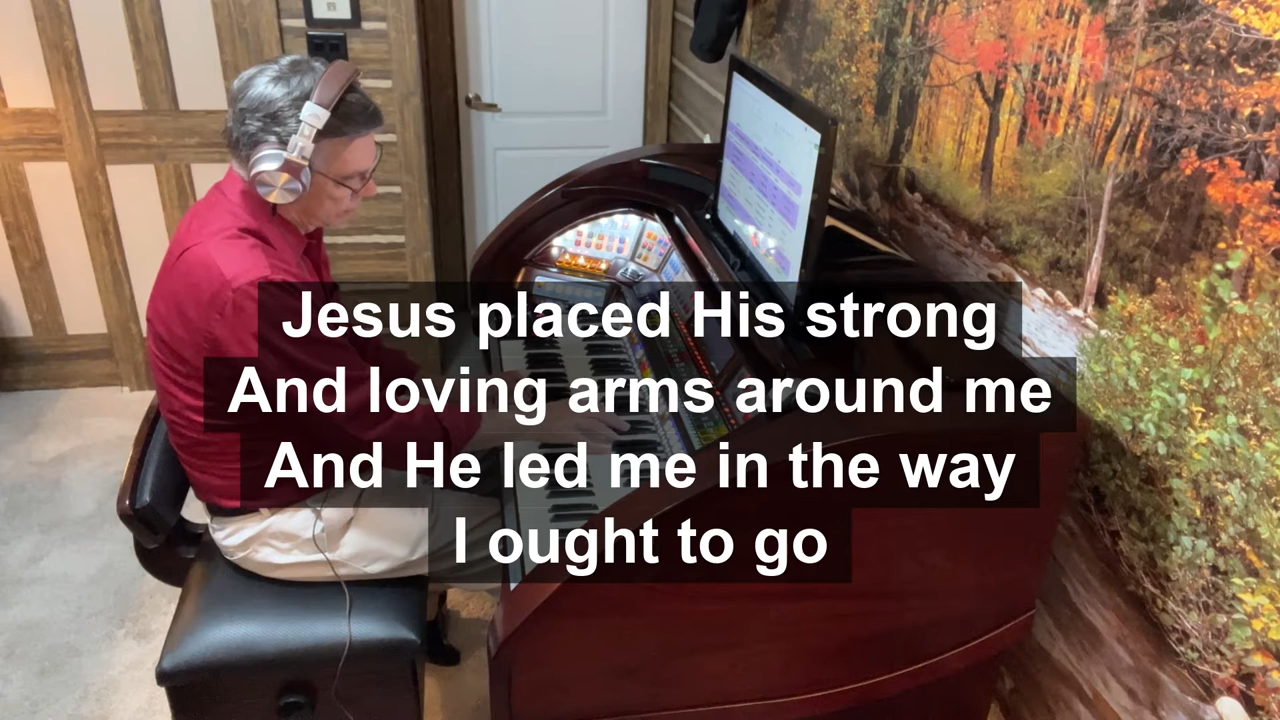 Jesus placed His strong
And loving arms around me
And He led me in the way
I ought to go